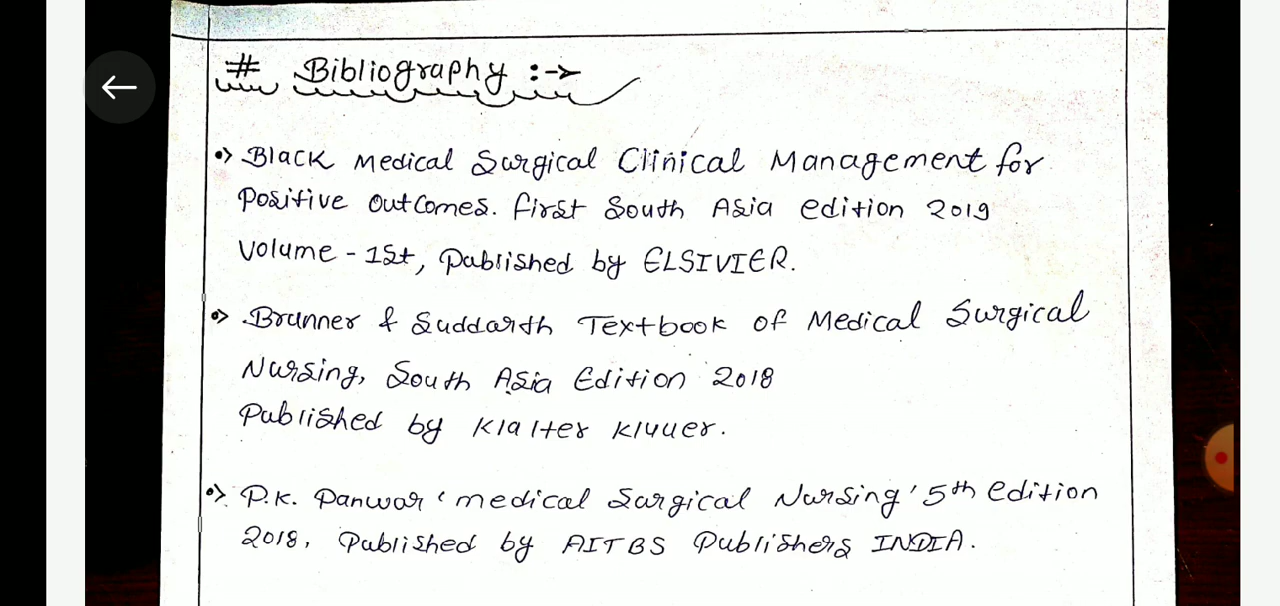 # Bibliography :->
•> Black Medical Surgical Clinical Management for
Positive Outcomes. First South Asia edition 2019
Volume - 1st, Published by ELSIVIER.
•> Brunner & Suddarth Textbook of Medical Surgical
Nursing, South Asia Edition 2018
Published by Klalter Kluuer.
•> P.K. Panwar ‘medical Surgical Nursing’ 5th edition
2018, Published by AITBS Publishers INDIA.